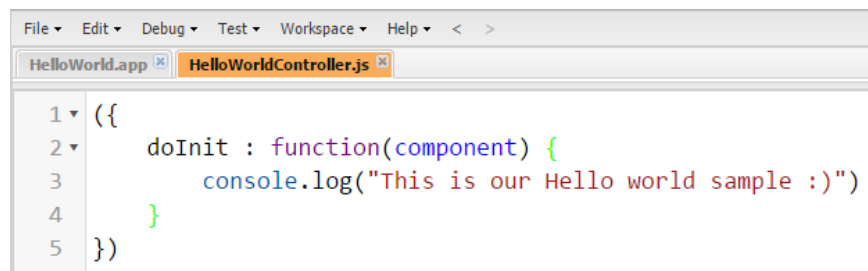 File Edit Debug Test Workspace Help < >
HelloWorld.app HelloWorldController.js
1 ({
2 doInit : function(component) {
3 console.log("This is our Hello world sample :)")
4 }
5 })